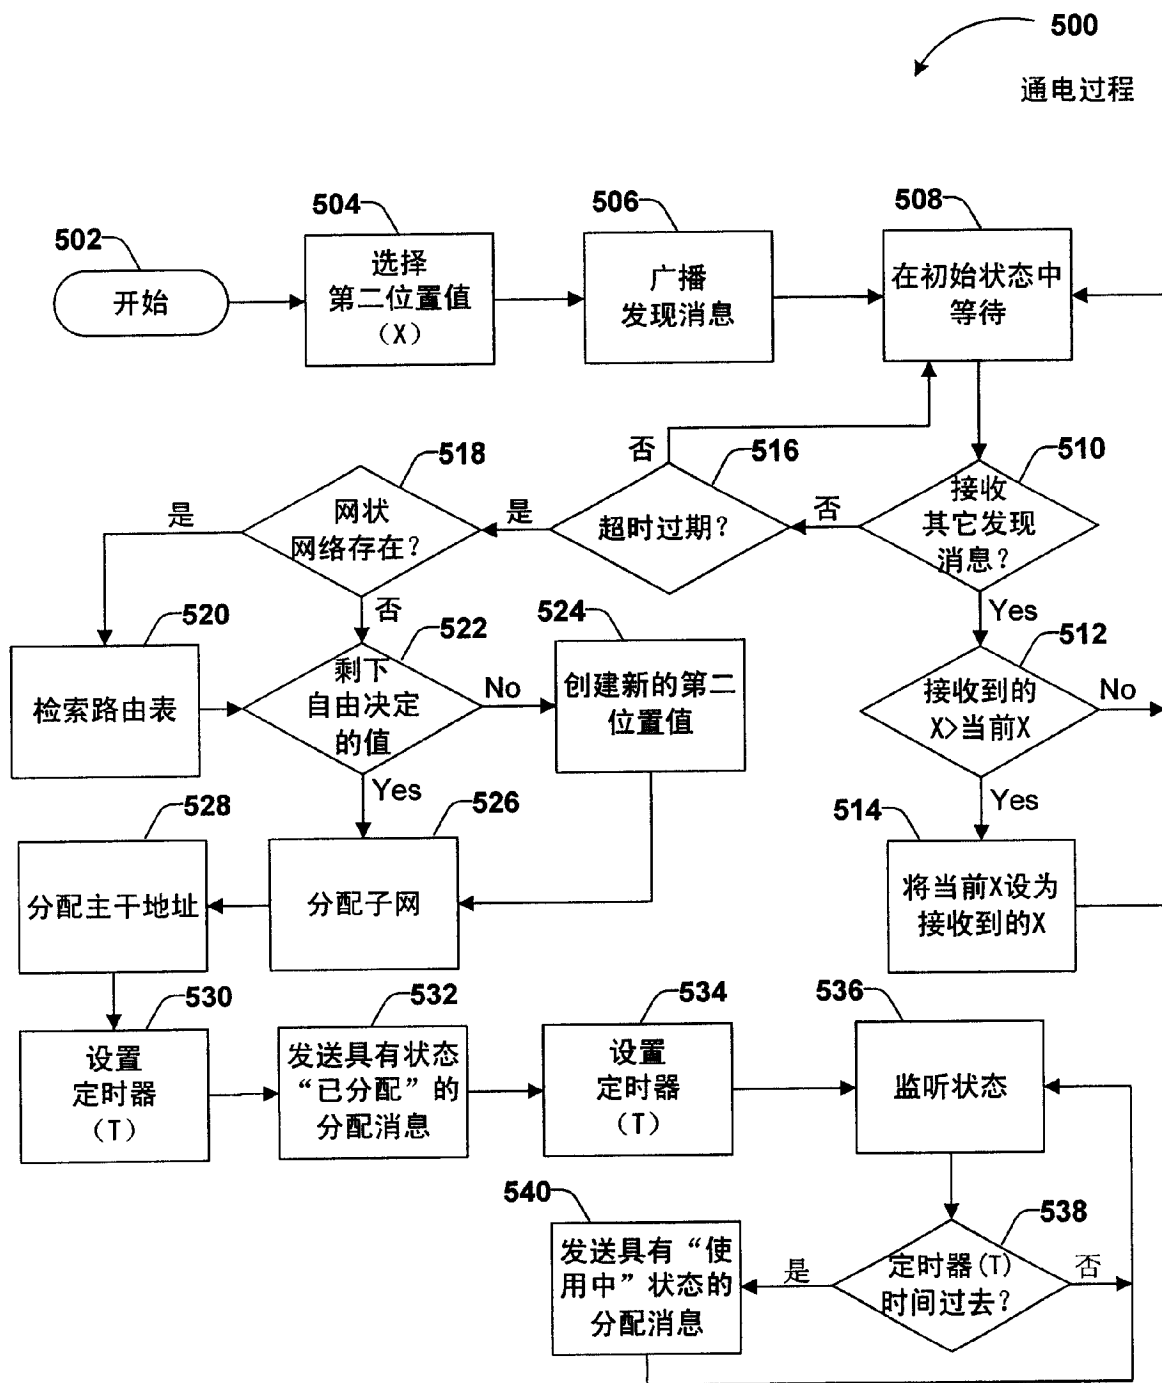 500
通电过程
502
开始
504
选择
第二位置值
（X）
506
广播
发现消息
508
在初始状态中
等待
510
接收
其它发现
消息？
否
Yes
516
超时过期？
否
是
518
网状
网络存在？
是
否
520
检索路由表
522
剩下
自由决定
的值
No
Yes
524
创建新的第二
位置值
512
接收到的
X>当前X
No
Yes
514
将当前X设为
接收到的X
526
分配子网
528
分配主干地址
530
设置
定时器
（T）
532
发送具有状态
“已分配”的
分配消息
534
设置
定时器
（T）
536
监听状态
538
定时器(T)
时间过去？
是
否
540
发送具有“使
用中”状态的
分配消息